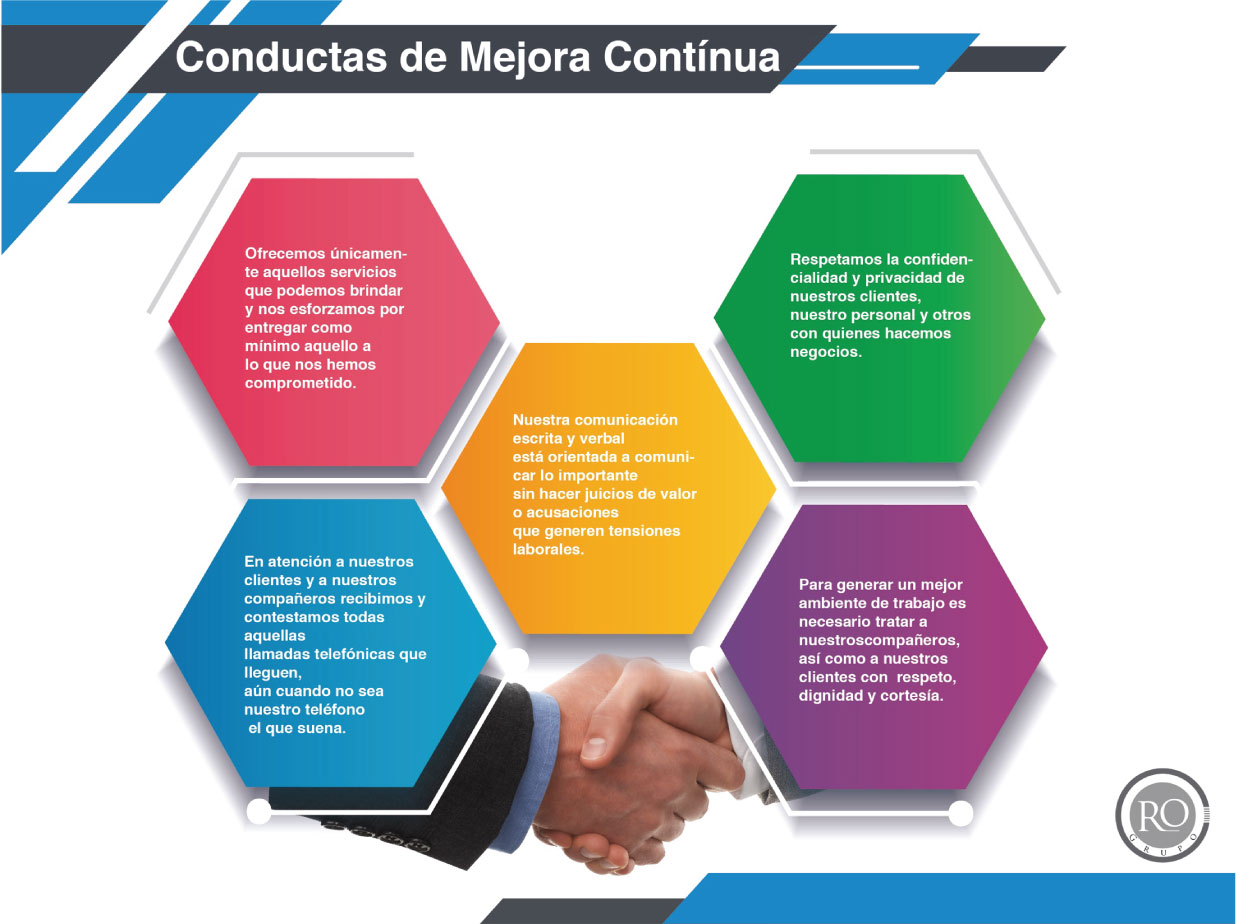 Conductas de Mejora Contínua
Ofrecemos únicamen-
te aquellos servicios
que podemos brindar
y nos esforzamos por
entregar como
mínimo aquello a
lo que nos hemos
comprometido.
Respetamos la confiden-
cialidad y privacidad de
nuestros clientes,
nuestro personal y otros
con quienes hacemos
negocios.
Nuestra comunicación
escrita y verbal
está orientada a comuni-
car lo importante
sin hacer juicios de valor
o acusaciones
que generen tensiones
laborales.
En atención a nuestros
clientes y a nuestros
compañeros recibimos y
contestamos todas
aquellas
llamadas telefónicas que
lleguen,
aún cuando no sea
nuestro teléfono
el que suena.
Para generar un mejor
ambiente de trabajo es
necesario tratar a
nuestroscompañeros,
así como a nuestros
clientes con  respeto,
dignidad y cortesía.
RO
GRUPO